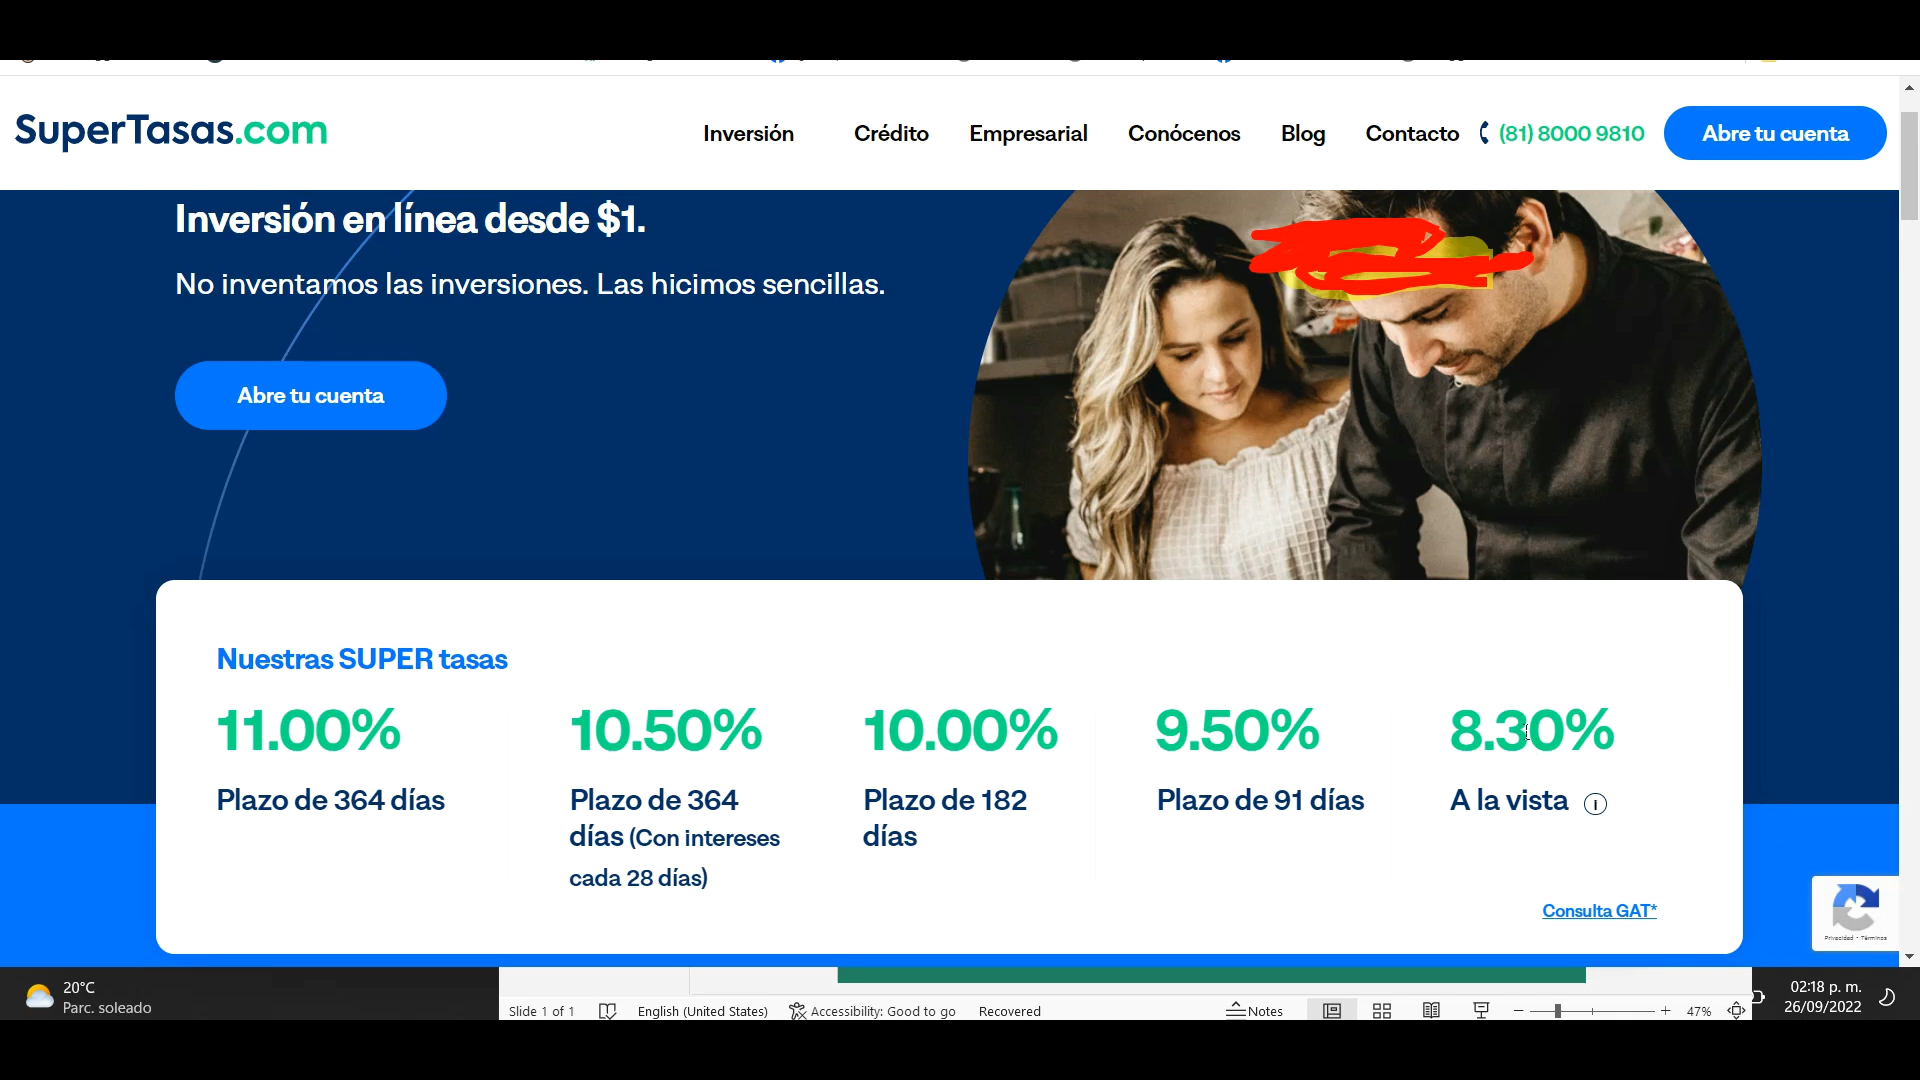 SuperTasas.com
Inversión
Crédito
Empresarial
Conócenos
Blog
Contacto
(81) 8000 9810
Abre tu cuenta
Inversión en línea desde $1.
No inventamos las inversiones. Las hicimos sencillas.
Abre tu cuenta
Nuestras SUPER tasas
11.00%
Plazo de 364 días
10.50%
Plazo de 364
días (Con intereses
cada 28 días)
10.00%
Plazo de 182
días
9.50%
Plazo de 91 días
8.30%
A la vista
Consulta GAT*
Privacidad - Términos
20°C
Parc. soleado
Slide 1 of 1
English (United States)
Accessibility: Good to go
Recovered
Notes
47%
02:18 p. m.
26/09/2022